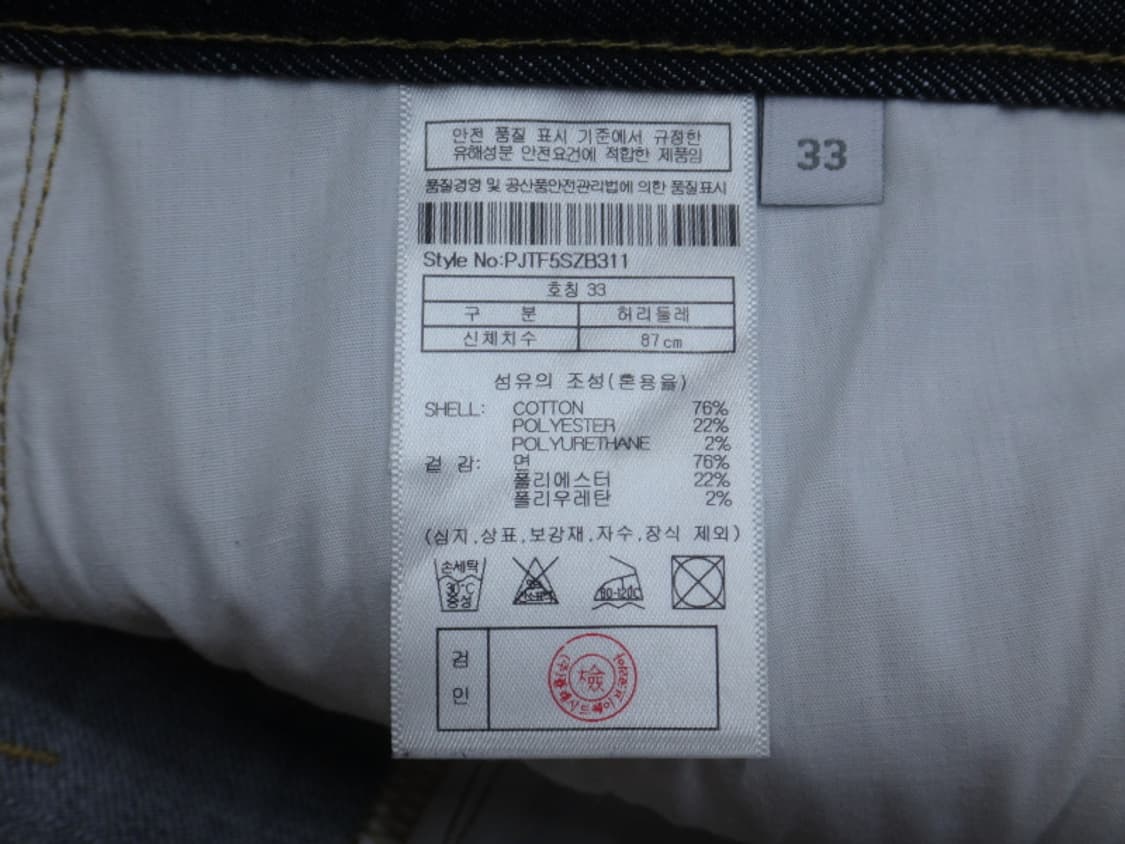 안전 품질 표시 기준에서 규정한
유해성분 안전요건에 적합한 제품임
33
품질경영 및 공산품안전관리법에 의한 품질표시
Style No:PJTF5SZB311
호칭 33
구 분 허리둘레
신체치수 87cm
섬유의 조성(혼용율)
SHELL: COTTON 76%
POLYESTER 22%
POLYURETHANE 2%
겉 감: 면 76%
폴리에스터 22%
폴리우레탄 2%
(심지,상표,보강재,자수,장식 제외)
손세탁
30℃
중성
80-120℃
검
인
檢